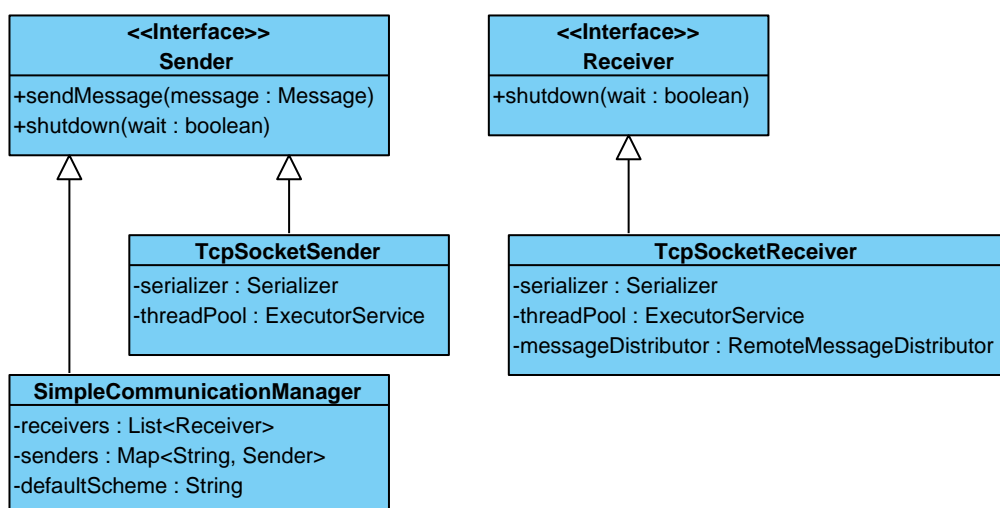 <<Interface>>
Sender
+sendMessage(message : Message)
+shutdown(wait : boolean)
<<Interface>>
Receiver
+shutdown(wait : boolean)
TcpSocketSender
-serializer : Serializer
-threadPool : ExecutorService
TcpSocketReceiver
-serializer : Serializer
-threadPool : ExecutorService
-messageDistributor : RemoteMessageDistributor
SimpleCommunicationManager
-receivers : List<Receiver>
-senders : Map<String, Sender>
-defaultScheme : String